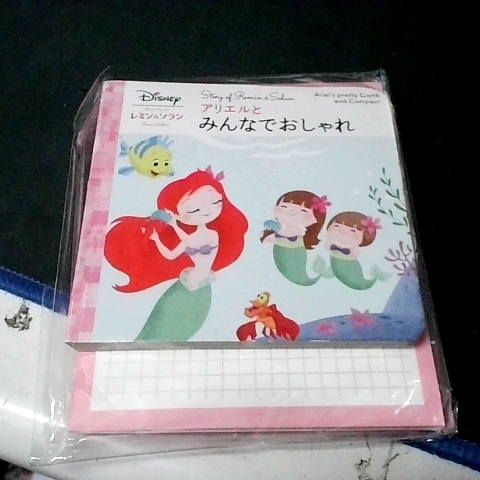 Disney
レミン&ソラン
Story of Remin & Solan
アリエルと
みんなでおしゃれ
Ariel's pretty Comb
and Compact